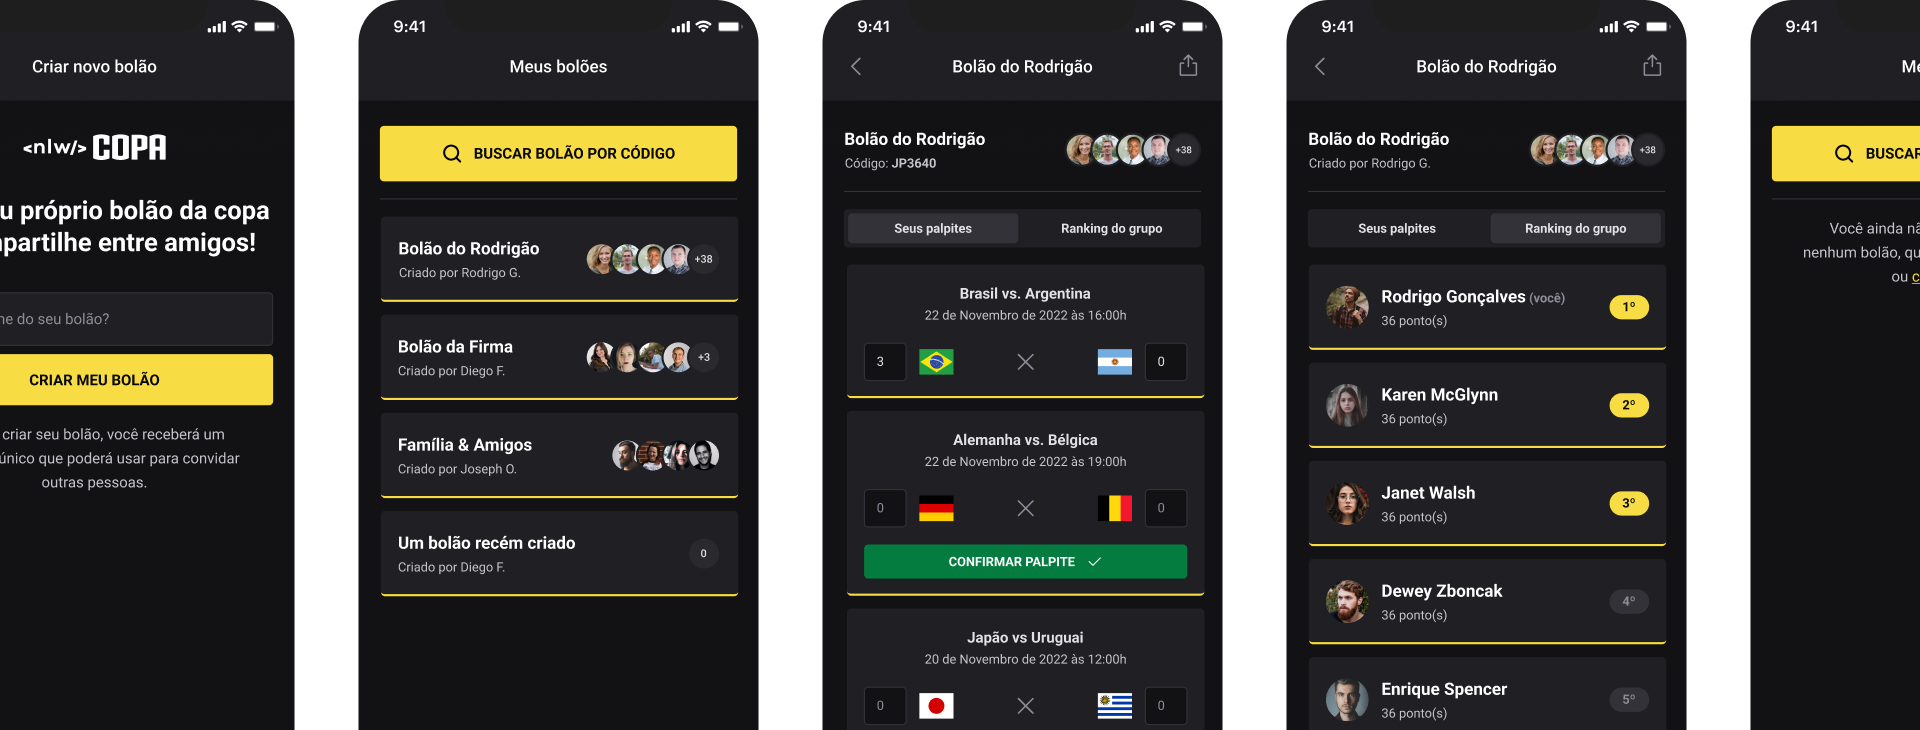 Criar novo bolão
<nlw/> COPA
u próprio bolão da copa
partilhe entre amigos!
e do seu bolão?
CRIAR MEU BOLÃO
criar seu bolão, você receberá um
único que poderá usar para convidar
outras pessoas.
9:41
Meus bolões
BUSCAR BOLÃO POR CÓDIGO
Bolão do Rodrigão
Criado por Rodrigo G.
+38
Bolão da Firma
Criado por Diego F.
+3
Família & Amigos
Criado por Joseph O.
Um bolão recém criado
Criado por Diego F.
0
9:41
Bolão do Rodrigão
Bolão do Rodrigão
Código: JP3640
+38
Seus palpites
Ranking do grupo
Brasil vs. Argentina
22 de Novembro de 2022 às 16:00h
3
0
Alemanha vs. Bélgica
22 de Novembro de 2022 às 19:00h
0
0
CONFIRMAR PALPITE
Japão vs Uruguai
20 de Novembro de 2022 às 12:00h
0
0
9:41
Bolão do Rodrigão
Bolão do Rodrigão
Criado por Rodrigo G.
+38
Seus palpites
Ranking do grupo
Rodrigo Gonçalves (você)
36 ponto(s)
1º
Karen McGlynn
36 ponto(s)
2º
Janet Walsh
36 ponto(s)
3º
Dewey Zboncak
36 ponto(s)
4º
Enrique Spencer
36 ponto(s)
5º
9:41
Me
BUSCAR
Você ainda nã
nenhum bolão, qu
ou c